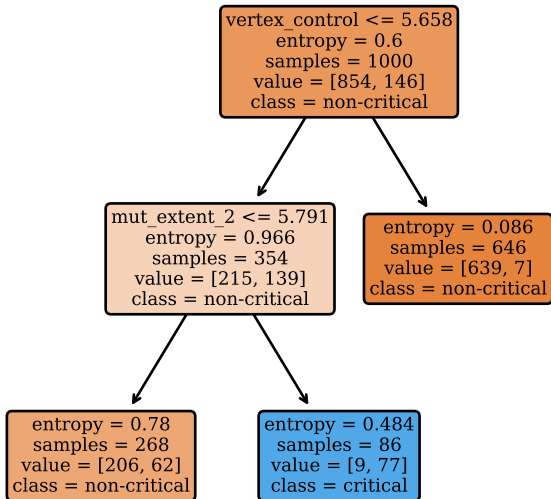 vertex_control <= 5.658
entropy = 0.6
samples = 1000
value = [854, 146]
class = non-critical
mut_extent_2 <= 5.791
entropy = 0.966
samples = 354
value = [215, 139]
class = non-critical
entropy = 0.086
samples = 646
value = [639, 7]
class = non-critical
entropy = 0.78
samples = 268
value = [206, 62]
class = non-critical
entropy = 0.484
samples = 86
value = [9, 77]
class = critical